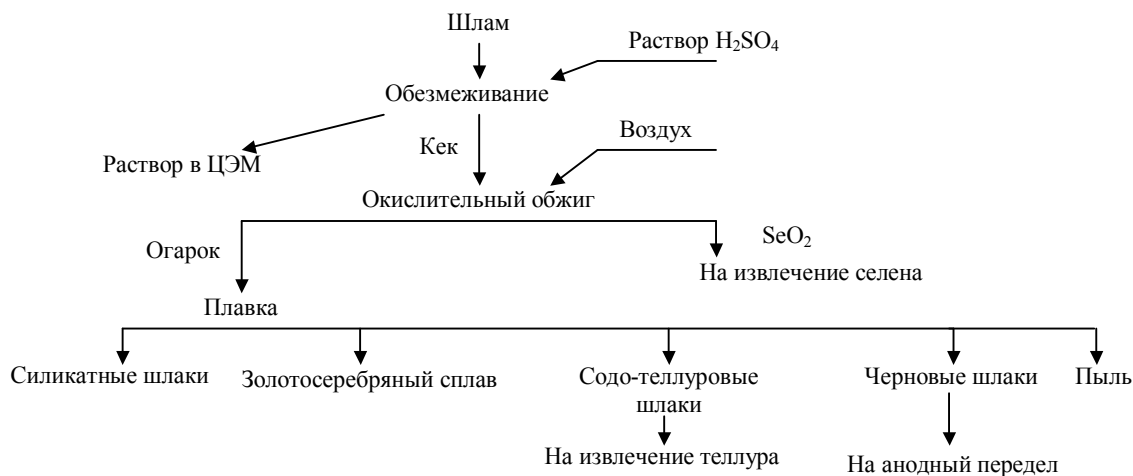 Шлам
Раствор H₂SO₄
Обезмеживание
Воздух
Кек
Раствор в ЦЭМ
Окислительный обжиг
SeO₂
Огарок
На извлечение селена
Плавка
Силикатные шлаки
Золотосеребряный сплав
Содо-теллуровые
шлаки
Черновые шлаки
Пыль
На извлечение теллура
На анодный передел